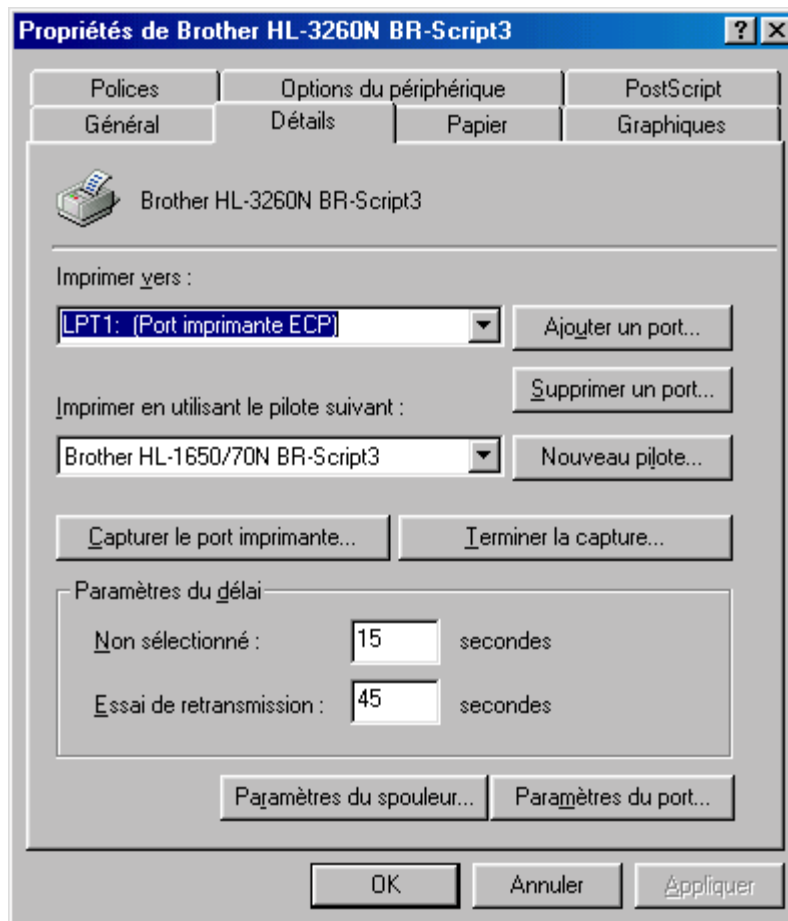 Propriétés de Brother HL-3260N BR-Script3
Polices Options du périphérique PostScript
Général Détails Papier Graphiques
Brother HL-3260N BR-Script3
Imprimer vers :
LPT1: (Port imprimante ECP) Ajouter un port...
Supprimer un port...
Imprimer en utilisant le pilote suivant :
Brother HL-1650/70N BR-Script3 Nouveau pilote...
Capturer le port imprimante... Terminer la capture...
Paramètres du délai
Non sélectionné : 15 secondes
Essai de retransmission : 45 secondes
Paramètres du spouleur... Paramètres du port...
OK Annuler Appliquer